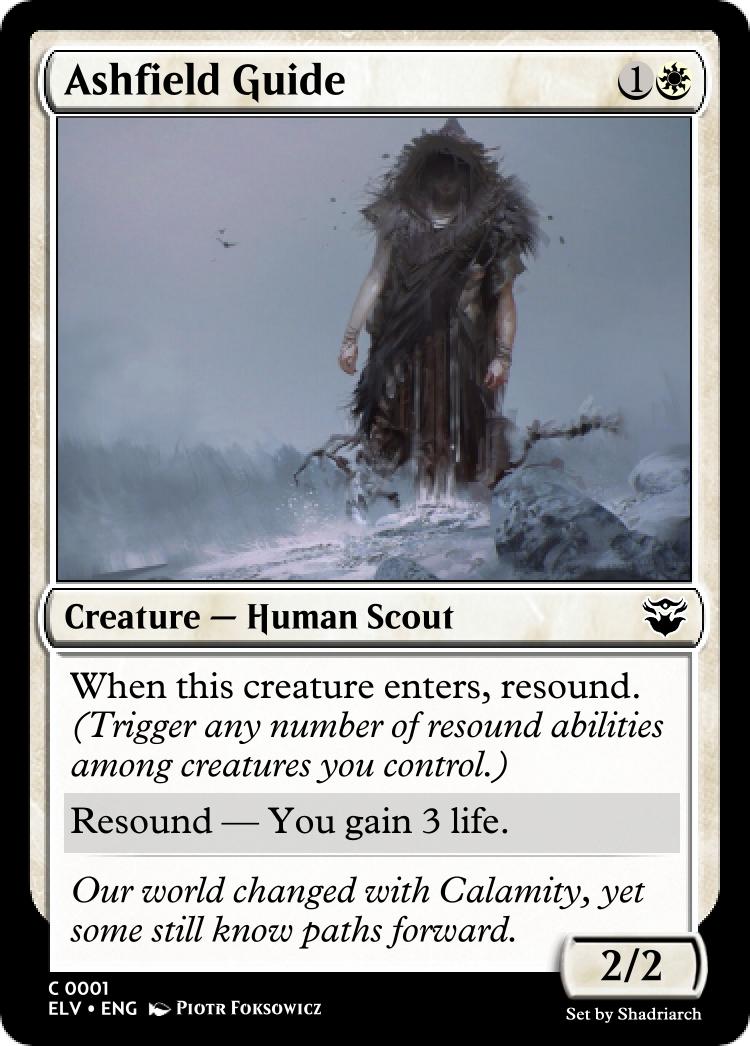 Ashfield Guide 1
Creature — Human Scout
When this creature enters, resound.
(Trigger any number of resound abilities
among creatures you control.)
Resound — You gain 3 life.
Our world changed with Calamity, yet
some still know paths forward.
2/2
C 0001
ELV • ENG Piotr Foksowicz
Set by Shadriarch